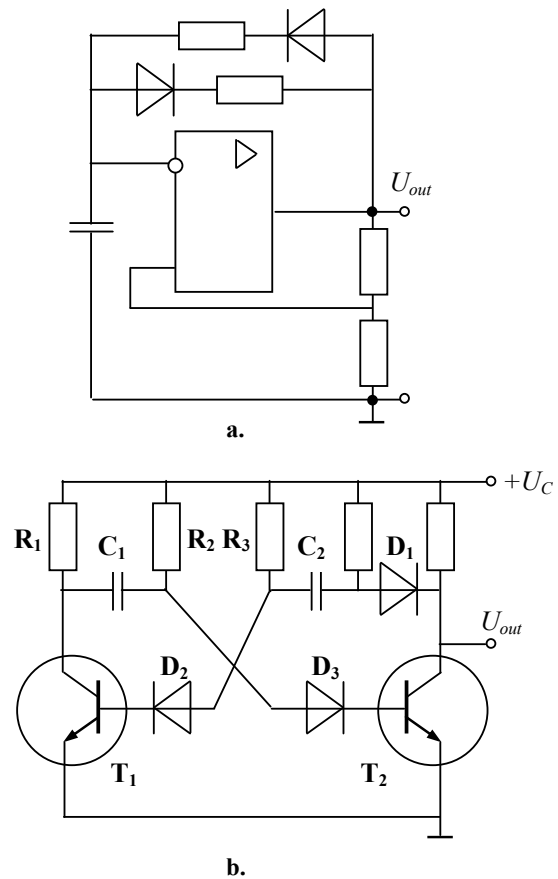 U_out
a.
+U_C
R₁ C₁ R₂ R₃ C₂ D₁
U_out
D₂ D₃
T₁ T₂
b.